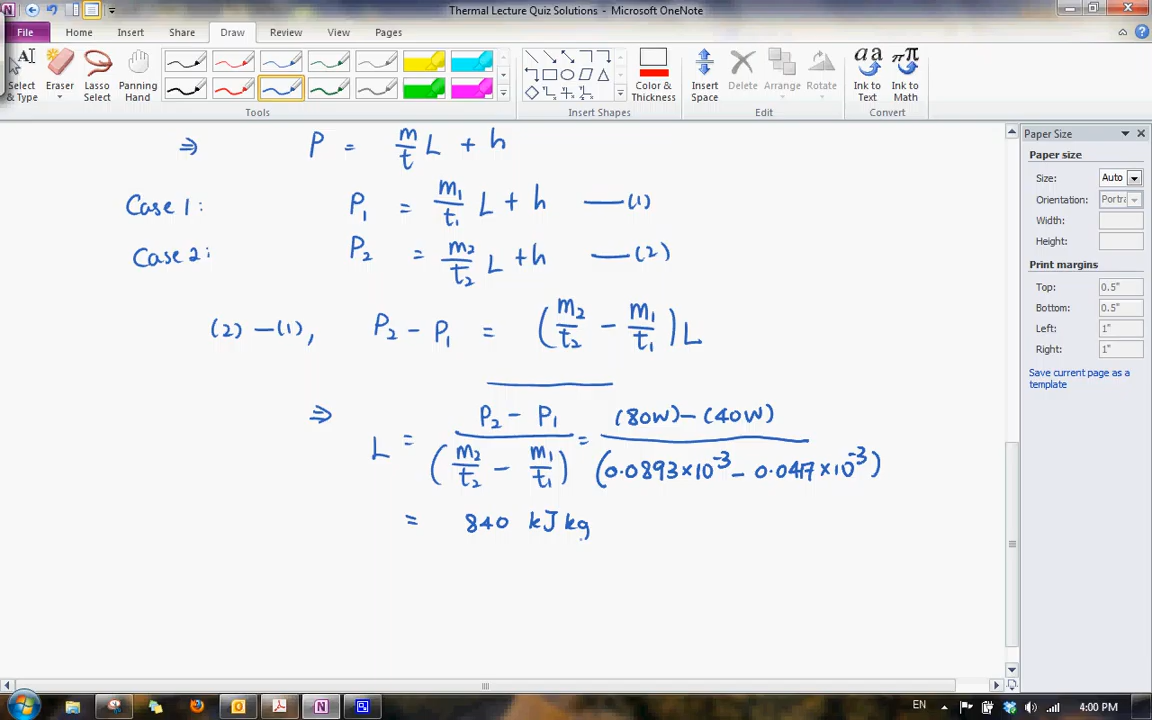 Thermal Lecture Quiz Solutions - Microsoft OneNote
File Home Insert Share Draw Review View Pages
Select & Type
Eraser
Lasso Select
Panning Hand
Color & Thickness
Insert Space
Delete
Arrange
Rotate
Ink to Text
Ink to Math
Tools
Insert Shapes
Edit
Convert
⇒ P = m/t L + h
Case 1: P₁ = m₁/t₁ L + h —(1)
Case 2: P₂ = m₂/t₂ L + h —(2)
(2) - (1), P₂ - P₁ = (m₂/t₂ - m₁/t₁) L
⇒ L = (P₂ - P₁)/(m₂/t₂ - m₁/t₁) = ((80W) - (40W))/(0.0893×10⁻³ - 0.0417×10⁻³)
= 840 kJ kg
Paper Size
Paper size
Size: Auto
Orientation: Portra
Width:
Height:
Print margins
Top: 0.5"
Bottom: 0.5"
Left: 1"
Right: 1"
Save current page as a template
EN 4:00 PM